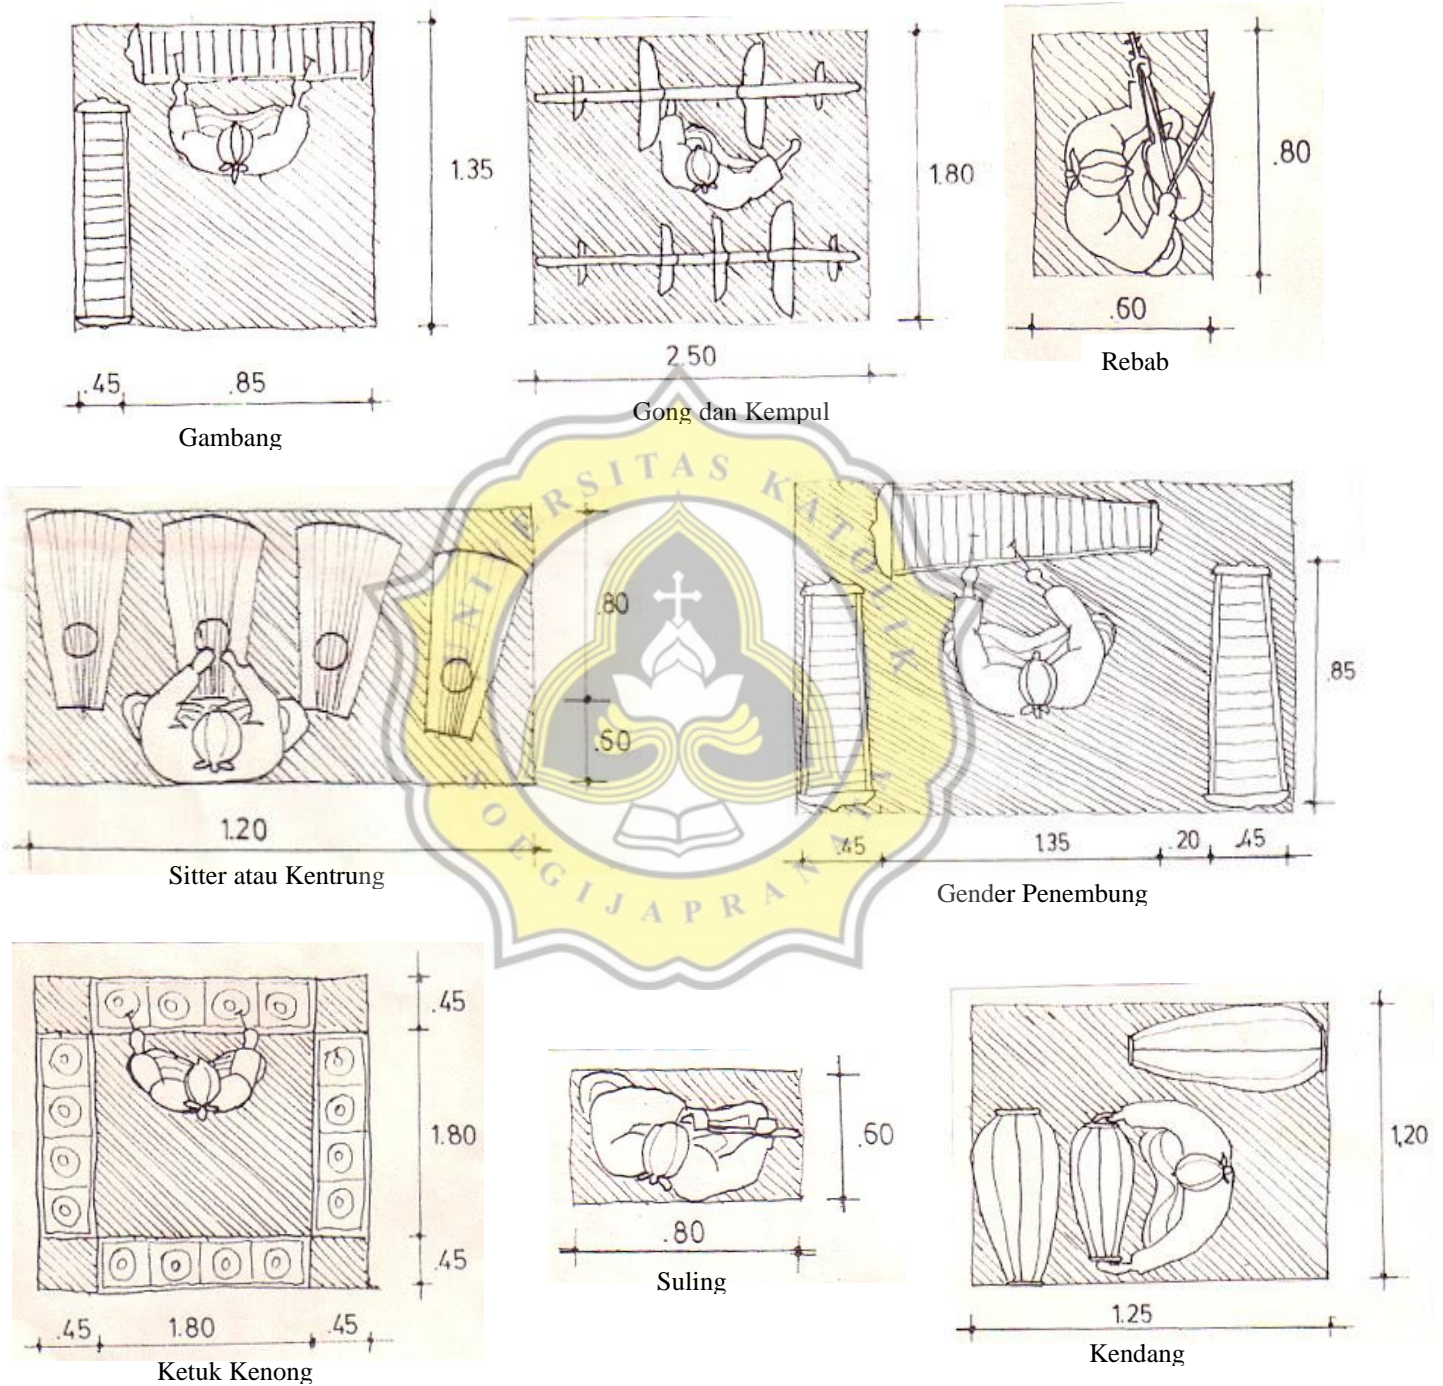 1.35
.45 .85
Gambang
1.80
2.50
Gong dan Kempul
.80
.60
Rebab
UNIVERSITAS KATOLIK
SOEGIJAPRANATA
.80
.60
1.20
Sitter atau Kentrung
.85
.45 1.35 .20 .45
Gender Penembung
.45
1.80
.45
.45 1.80 .45
Ketuk Kenong
.60
.80
Suling
1,20
1.25
Kendang